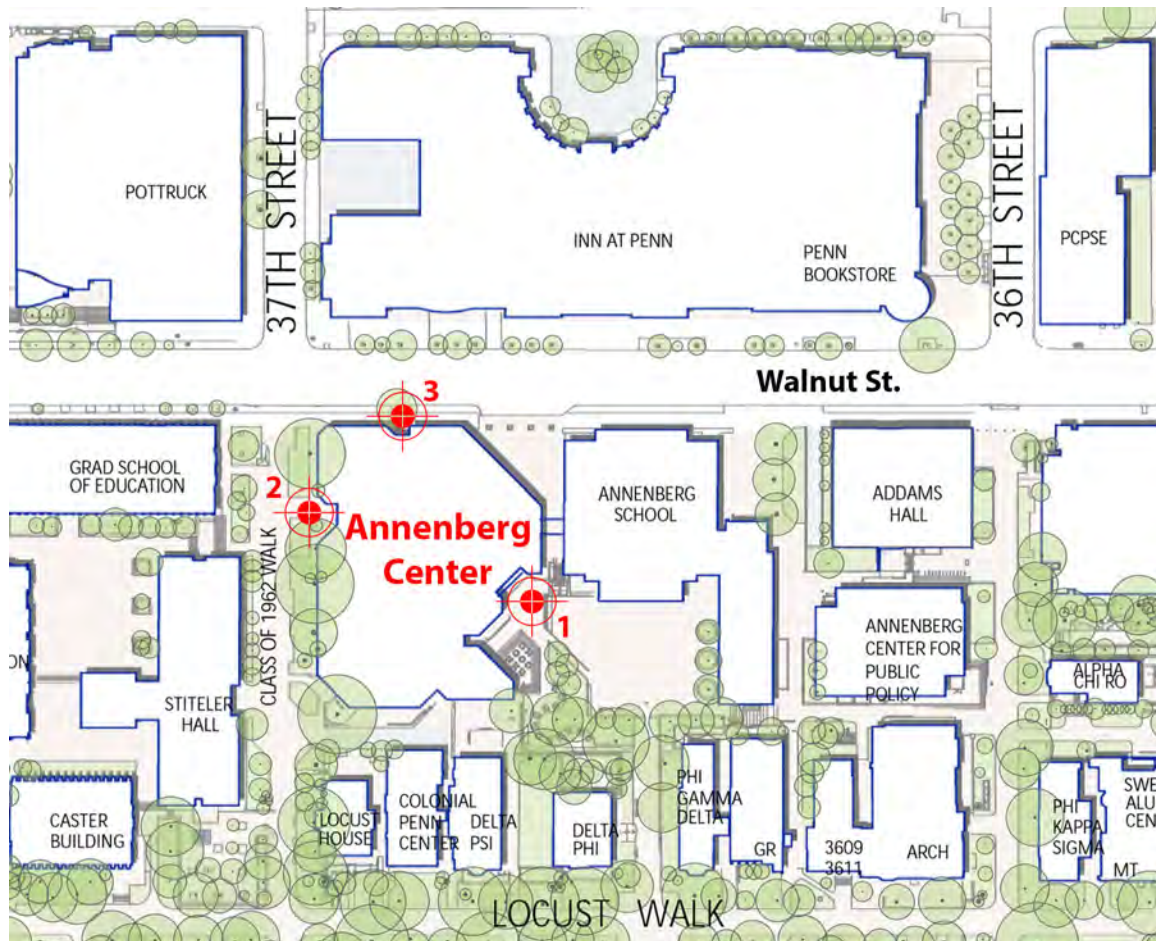 POTTRUCK
37TH STREET
INN AT PENN
PENN
BOOKSTORE
36TH STREET
PCPSE
Walnut St.
3
GRAD SCHOOL
OF EDUCATION
2
Annenberg
Center
1
ANNENBERG
SCHOOL
ADDAMS
HALL
CLASS OF 1962 WALK
STITELER
HALL
ON
ANNENBERG
CENTER FOR
PUBLIC
POLICY
ALPHA
CHI RO
CASTER
BUILDING
LOCUST
HOUSE
COLONIAL
PENN
CENTER
DELTA
PSI
DELTA
PHI
PHI
GAMMA
DELTA
GR
3609
3611
ARCH
PHI
KAPPA
SIGMA
SWE
ALU
CEN
MT
LOCUST WALK